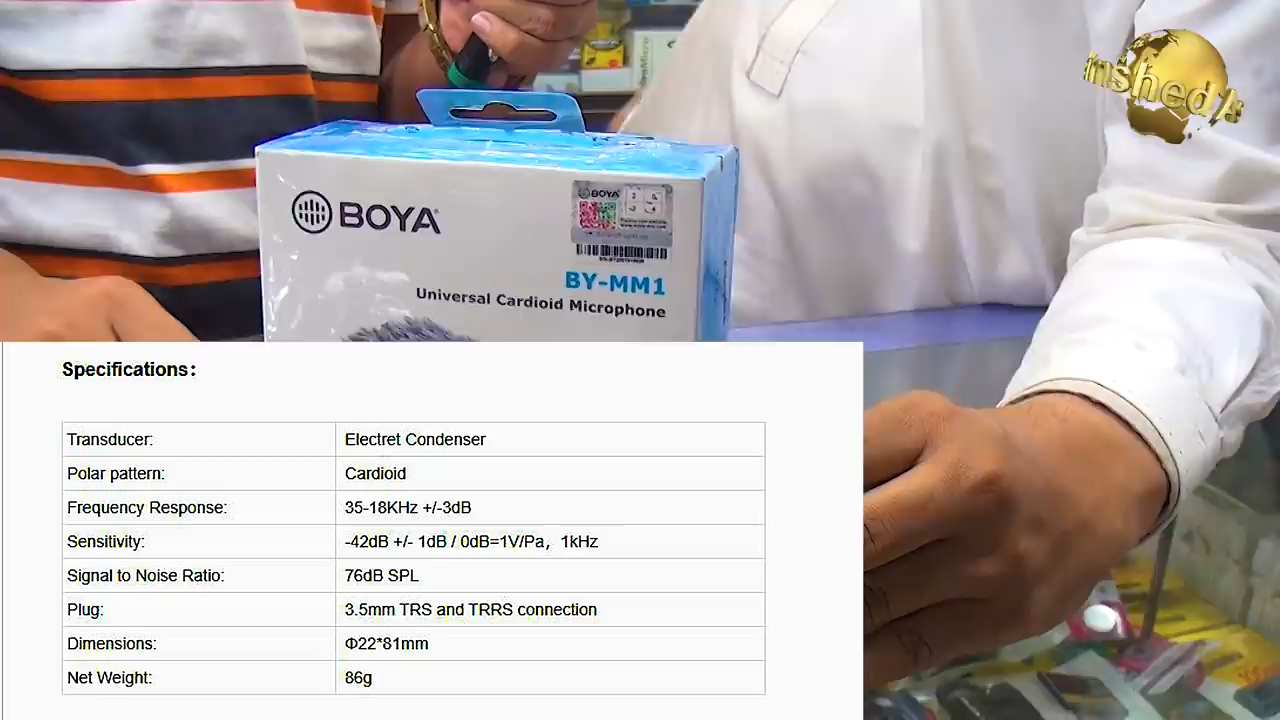 nshed A
BOYA
BOYA
BY-MM1
Universal Cardioid Microphone
Specifications:
Transducer: Electret Condenser
Polar pattern: Cardioid
Frequency Response: 35-18KHz +/-3dB
Sensitivity: -42dB +/- 1dB / 0dB=1V/Pa, 1kHz
Signal to Noise Ratio: 76dB SPL
Plug: 3.5mm TRS and TRRS connection
Dimensions: Φ22*81mm
Net Weight: 86g